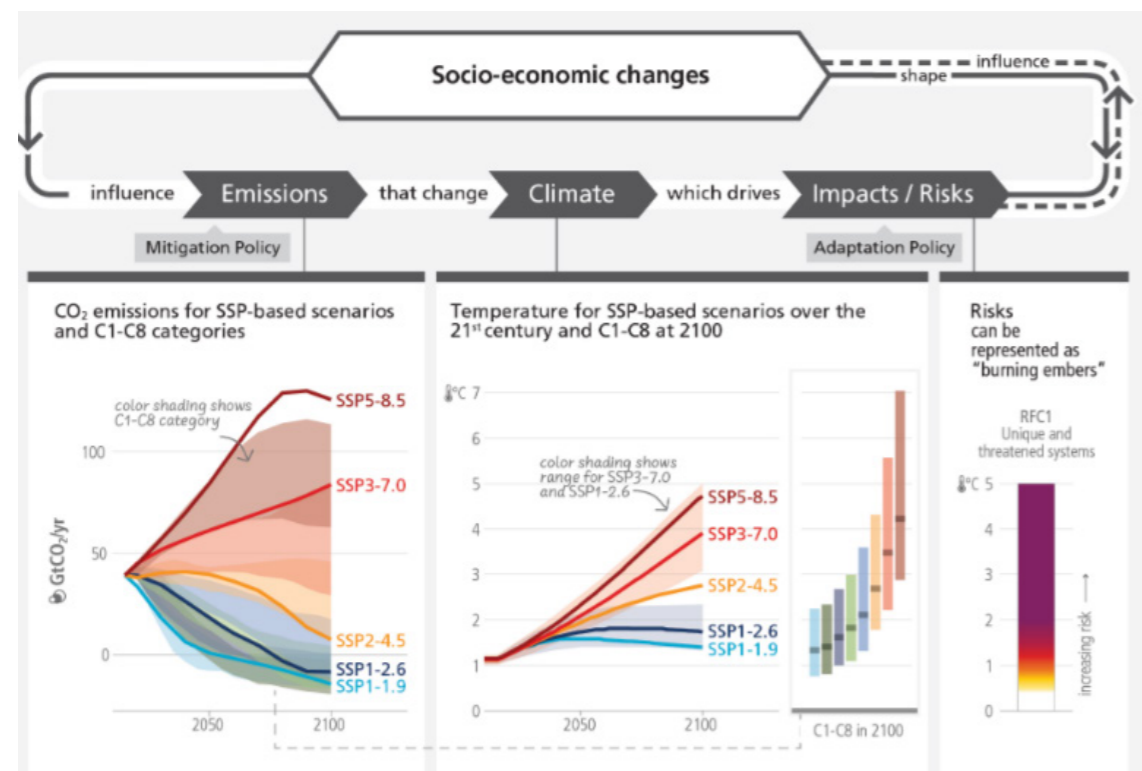 Socio-economic changes
influence
shape
influence
Emissions
that change
Climate
which drives
Impacts / Risks
Mitigation Policy
Adaptation Policy
CO₂ emissions for SSP-based scenarios
and C1-C8 categories
color shading shows
C1-C8 category
SSP5-8.5
100
SSP3-7.0
50
GtCO₂/yr
SSP2-4.5
0
SSP1-2.6
SSP1-1.9
2050
2100
Temperature for SSP-based scenarios over the
21st century and C1-C8 at 2100
°C 7
6
color shading shows
range for SSP3-7.0
and SSP1-2.6
5
SSP5-8.5
4
SSP3-7.0
3
SSP2-4.5
2
SSP1-2.6
SSP1-1.9
1
0
2050
2100
C1-C8 in 2100
Risks
can be
represented as
“burning embers”
RFC1
Unique and
threatened systems
°C 5
4
3
2
1
0
increasing risk